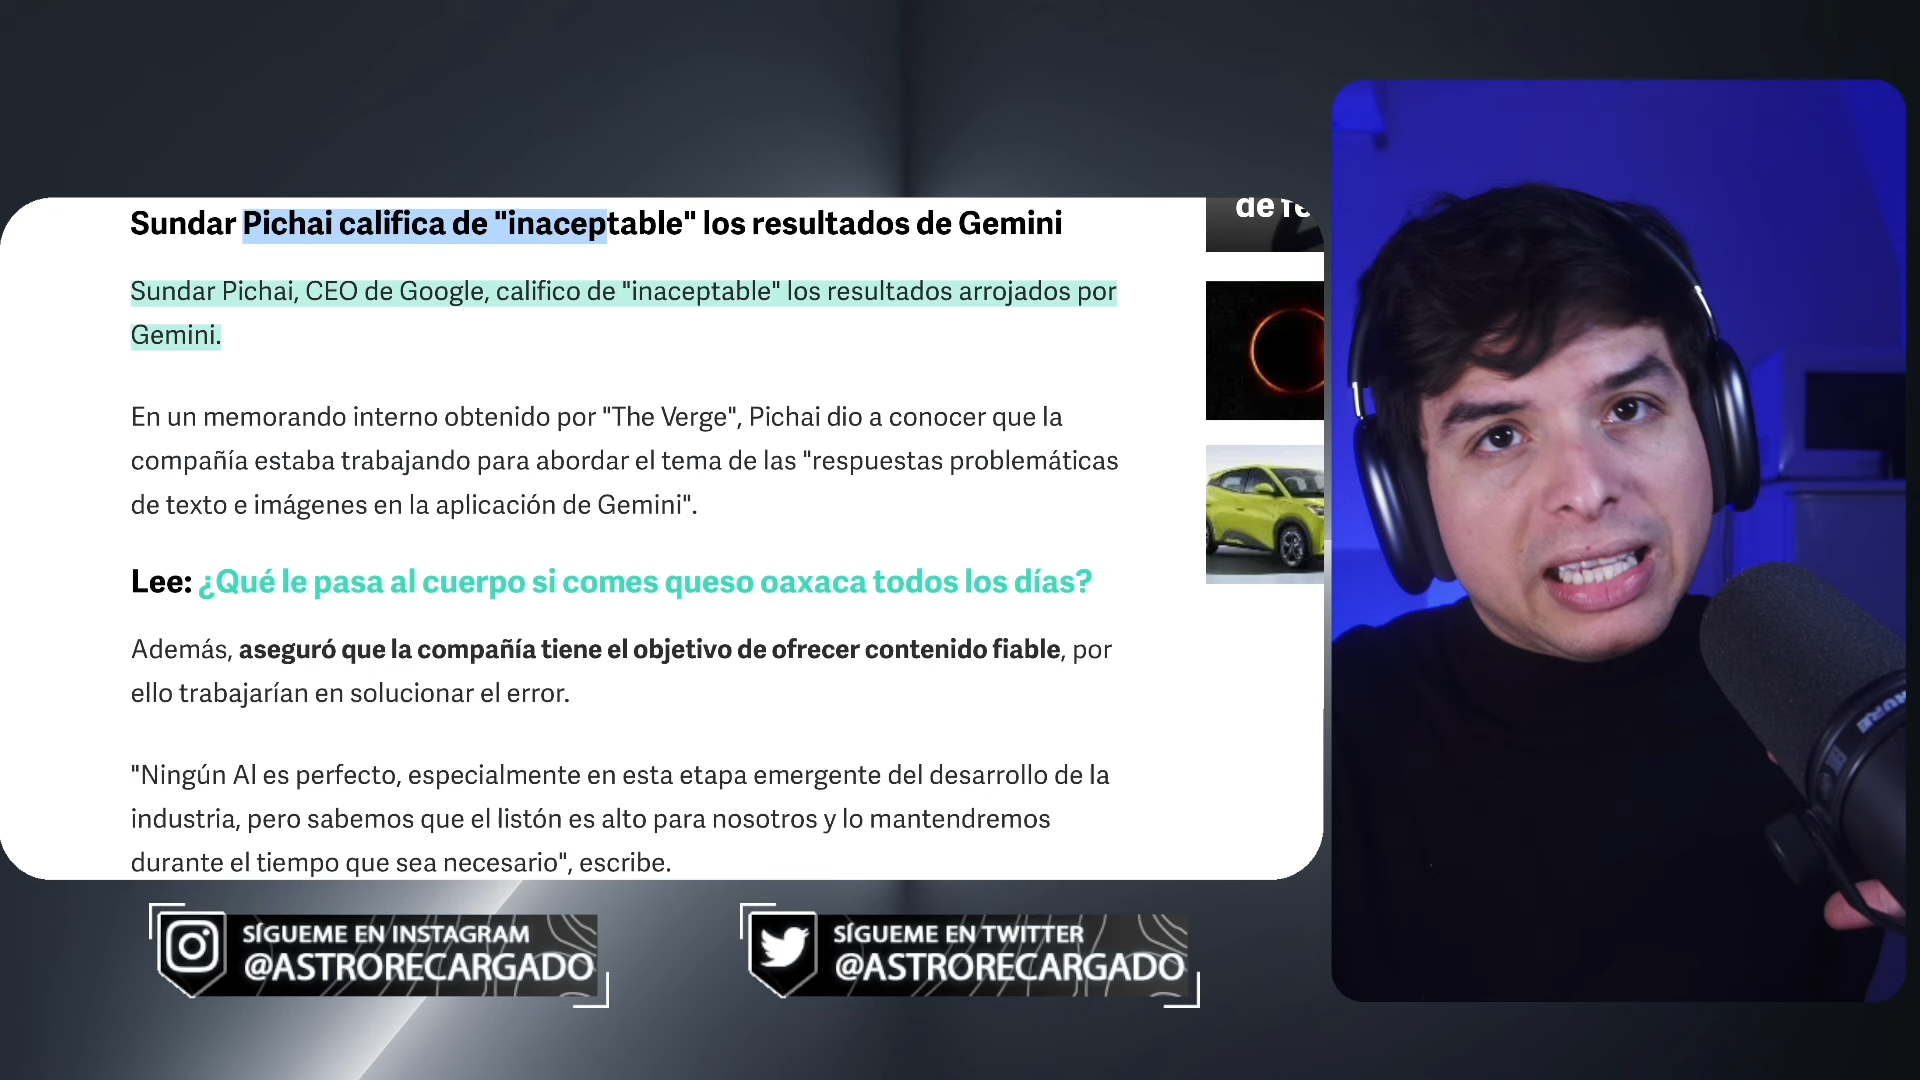 Sundar Pichai califica de "inaceptable" los resultados de Gemini
Sundar Pichai, CEO de Google, califico de "inaceptable" los resultados arrojados por
Gemini.
En un memorando interno obtenido por "The Verge", Pichai dio a conocer que la
compañía estaba trabajando para abordar el tema de las "respuestas problemáticas
de texto e imágenes en la aplicación de Gemini".
Lee: ¿Qué le pasa al cuerpo si comes queso oaxaca todos los días?
Además, aseguró que la compañía tiene el objetivo de ofrecer contenido fiable, por
ello trabajarían en solucionar el error.
"Ningún Al es perfecto, especialmente en esta etapa emergente del desarrollo de la
industria, pero sabemos que el listón es alto para nosotros y lo mantendremos
durante el tiempo que sea necesario", escribe.
de
SÍGUEME EN INSTAGRAM
@ASTRORECARGADO
SÍGUEME EN TWITTER
@ASTRORECARGADO